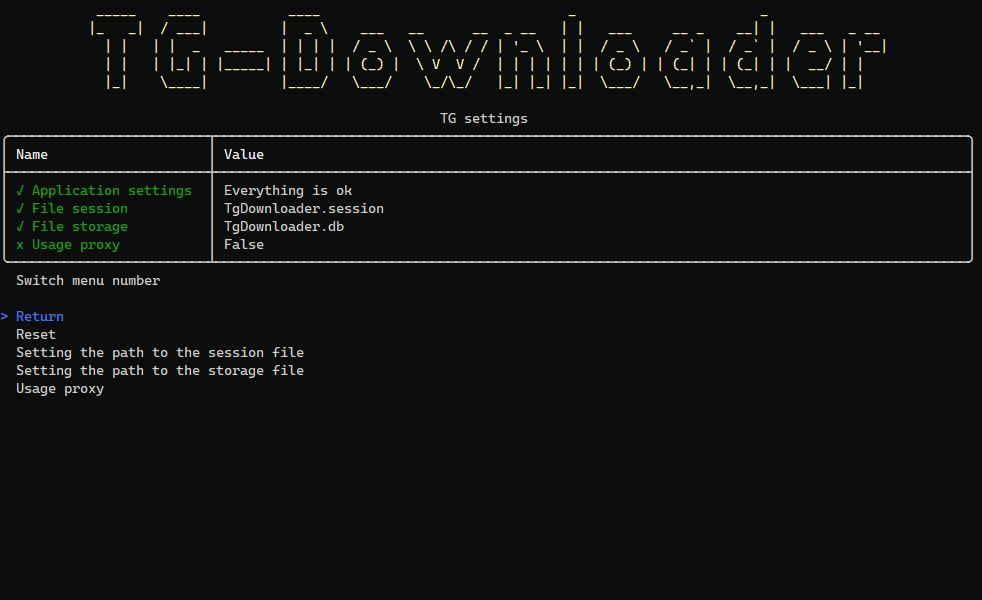 TG-Downloader
TG settings
Name Value
√ Application settings Everything is ok
√ File session TgDownloader.session
√ File storage TgDownloader.db
x Usage proxy False
Switch menu number
> Return
Reset
Setting the path to the session file
Setting the path to the storage file
Usage proxy